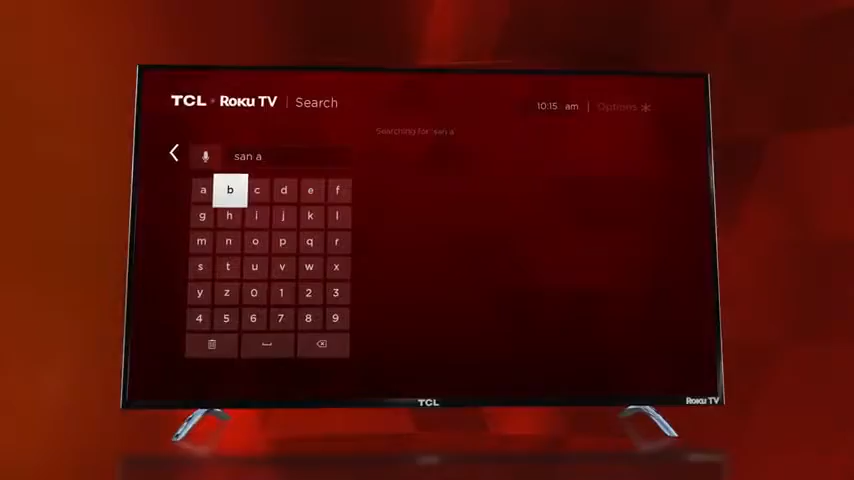 TCL • Roku TV | Search
10:15 am | Options
Searching for 'san a'
san a
a b c d e f
g h i j k l
m n o p q r
s t u v w x
y z 0 1 2 3
4 5 6 7 8 9
TCL
Roku TV